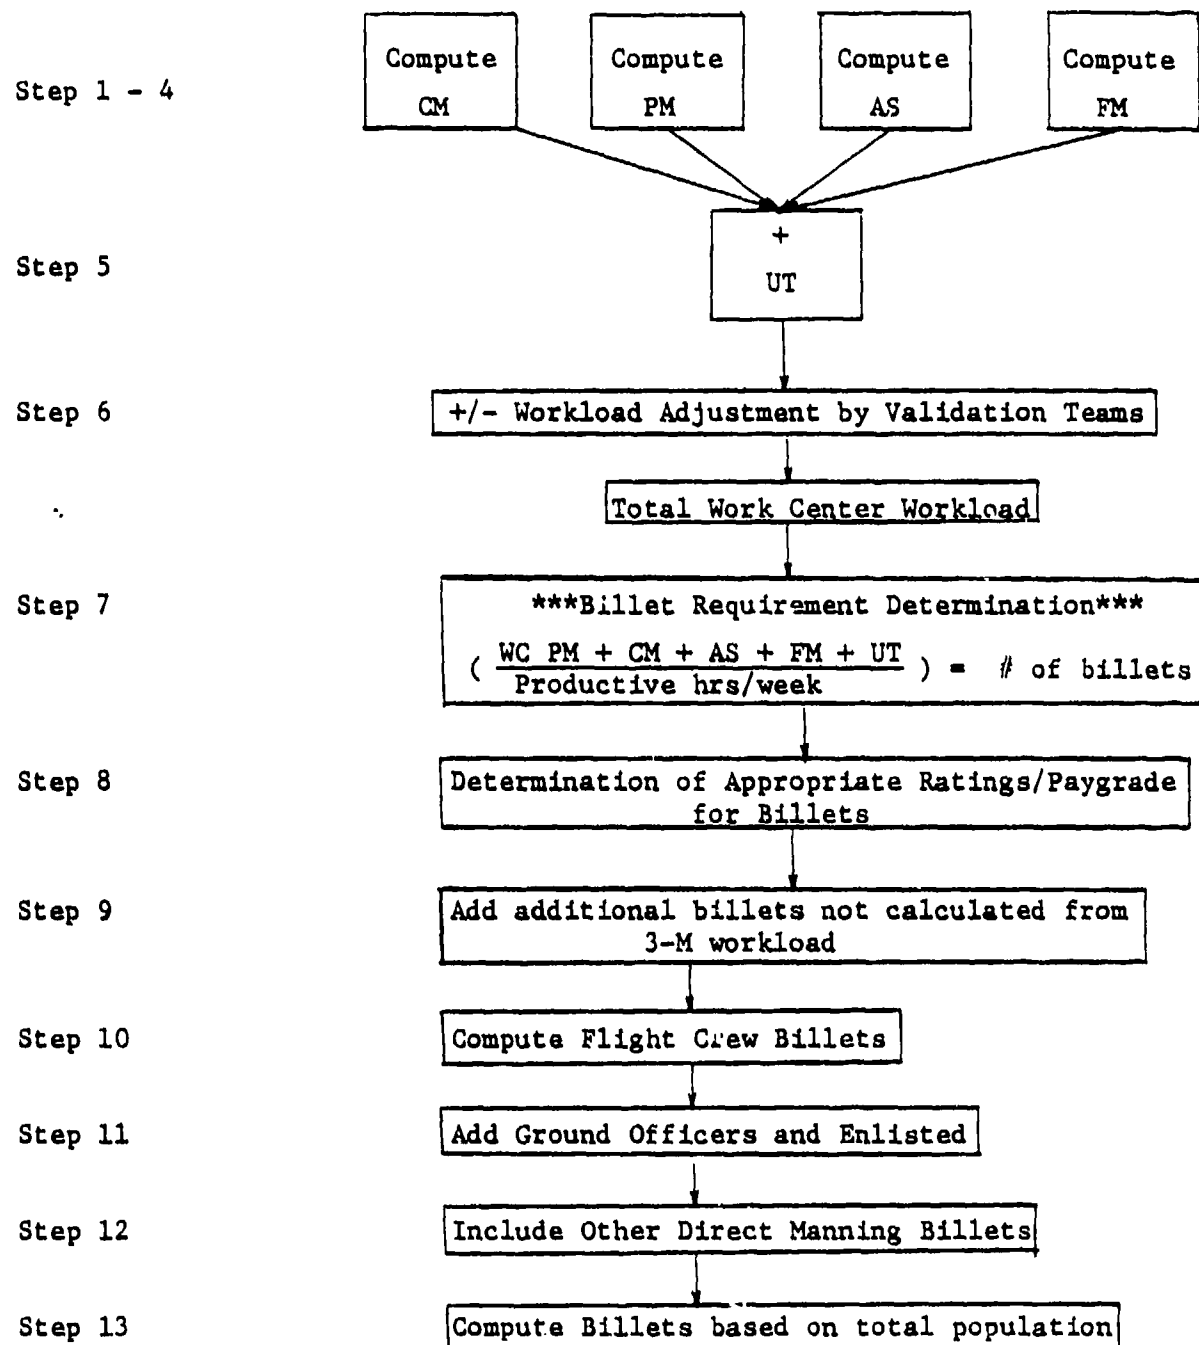 Step 1 - 4
Compute Compute Compute Compute
CM PM AS FM
Step 5
+
UT
Step 6
+/- Workload Adjustment by Validation Teams
Total Work Center Workload
Step 7
***Billet Requirement Determination***
( WC PM + CM + AS + FM + UT
Productive hrs/week ) = # of billets
Step 8
Determination of Appropriate Ratings/Paygrade
for Billets
Step 9
Add additional billets not calculated from
3-M workload
Step 10
Compute Flight Crew Billets
Step 11
Add Ground Officers and Enlisted
Step 12
Include Other Direct Manning Billets
Step 13
Compute Billets based on total population